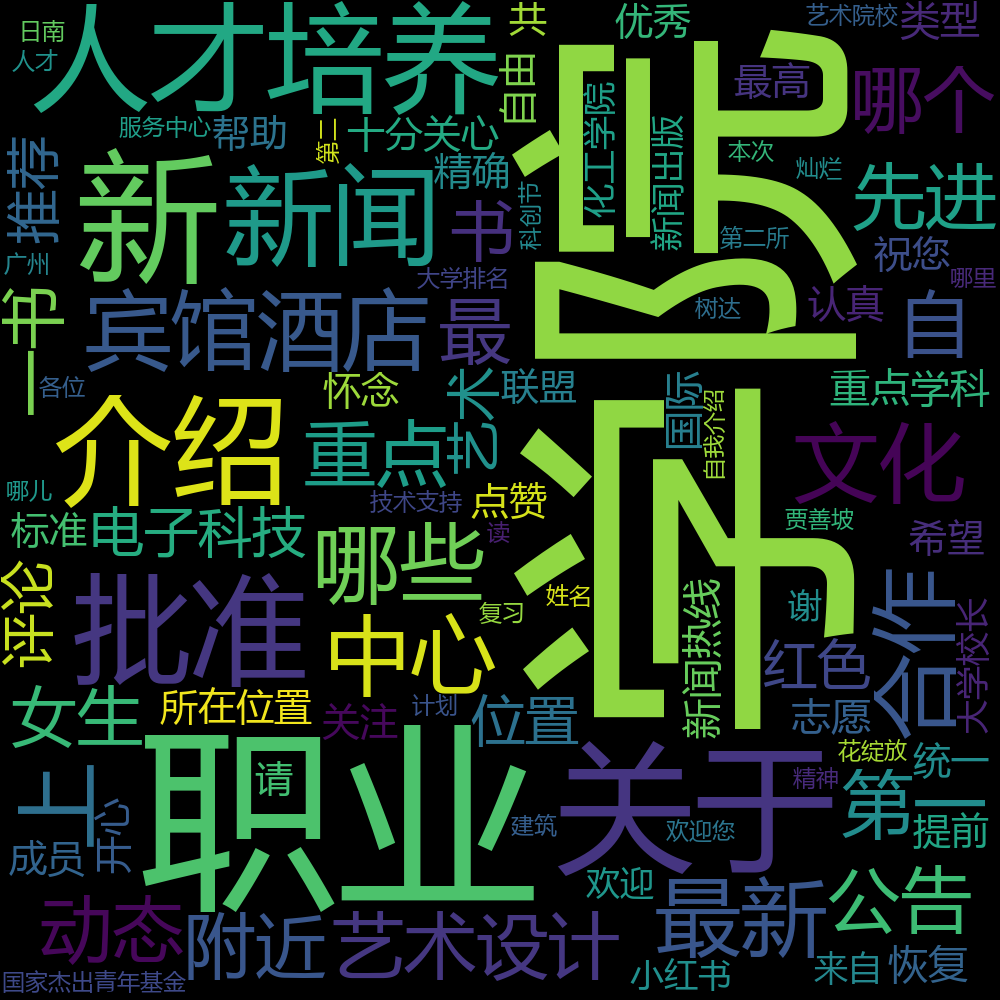 日南
人才
人才培养
共
优秀
艺术院校
类型
最高
哪个
自由
化工学院
新闻出版
服务中心
帮助
第二
十分关心
精确
推荐
新
新闻
书
科创节
本次
灿烂
先进
广州
大学排名
第二所
祝您
哪里
一书
宾馆酒店
最
学院
树达
认真
自
各位
怀念
艺术
联盟
国际
自我介绍
重点学科
介绍
重点
文化
哪儿
技术支持
点赞
标准
电子科技
哪些
读
贾善坡
希望
评论
批准
中心
复习
姓名
新闻热线
谢
合作
大学校长
红色
女生
所在位置
关注
计划
位置
志愿
上
职业
请
关于
花绽放
统一
精神
第一
提前
开心
成员
建筑
欢迎您
动态
附近
艺术设计
欢迎
最新
公告
国家杰出青年基金
小红书
来自
恢复